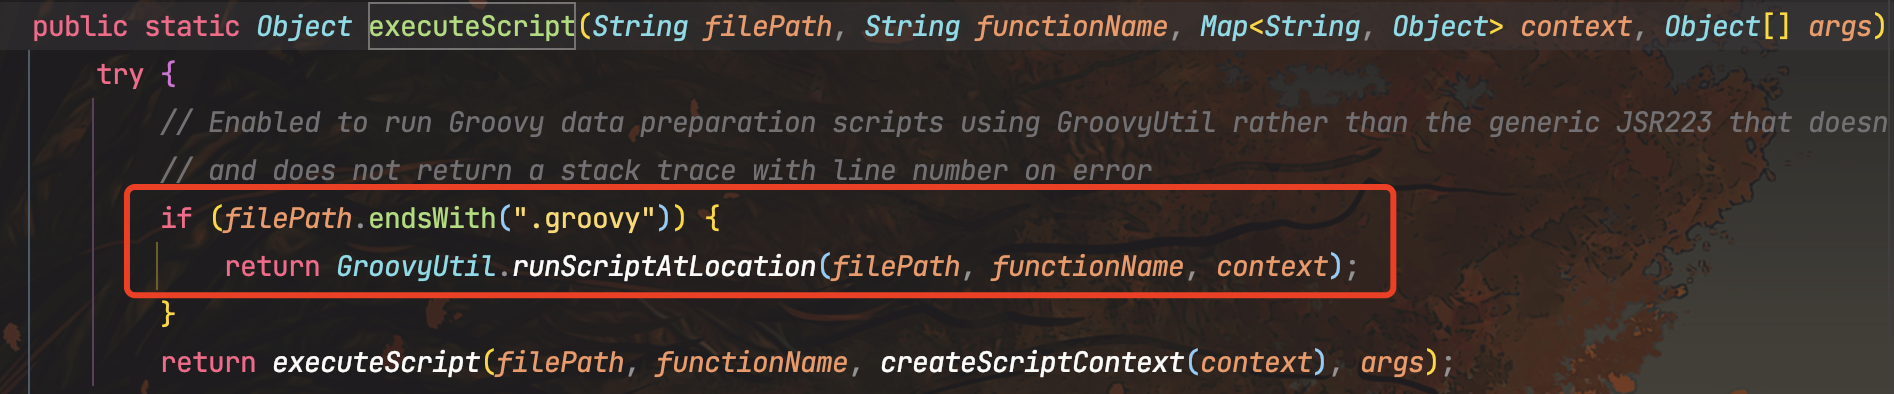 public static Object executeScript(String filePath, String functionName, Map<String, Object> context, Object[] args)
try {
// Enabled to run Groovy data preparation scripts using GroovyUtil rather than the generic JSR223 that doesn
// and does not return a stack trace with line number on error
if (filePath.endsWith(".groovy")) {
return GroovyUtil.runScriptAtLocation(filePath, functionName, context);
}
return executeScript(filePath, functionName, createScriptContext(context), args);